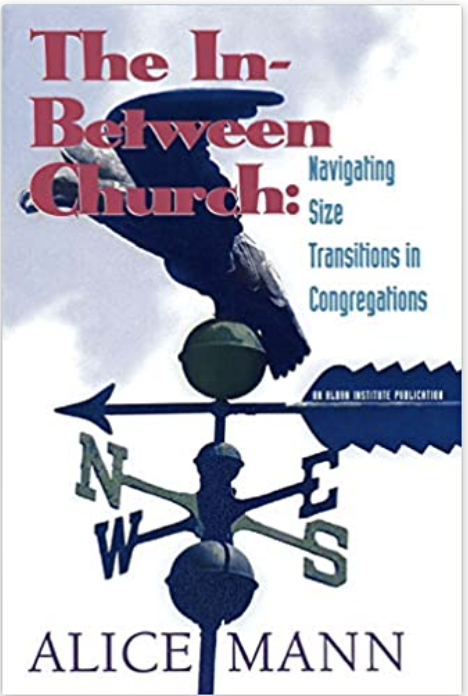 The In-
Between
Church:
Navigating
Size
Transitions in
Congregations
AN ALBAN INSTITUTE PUBLICATION
N
E
W
S
ALICE MANN